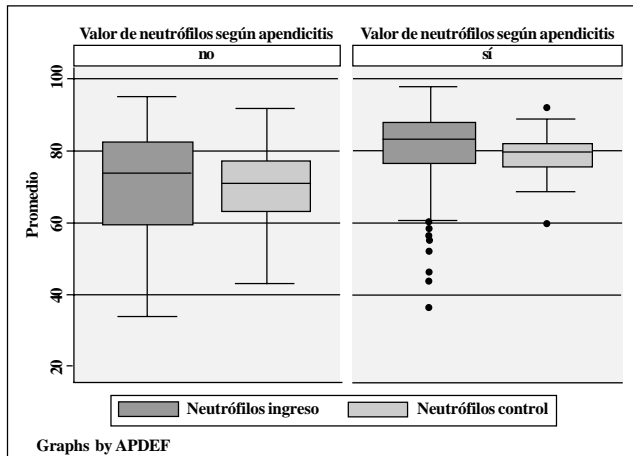 Valor de neutrófilos según apendicitis
no
Valor de neutrófilos según apendicitis
sí
Promedio
100
80
60
40
20
Neutrófilos ingreso
Neutrófilos control
Graphs by APDEF